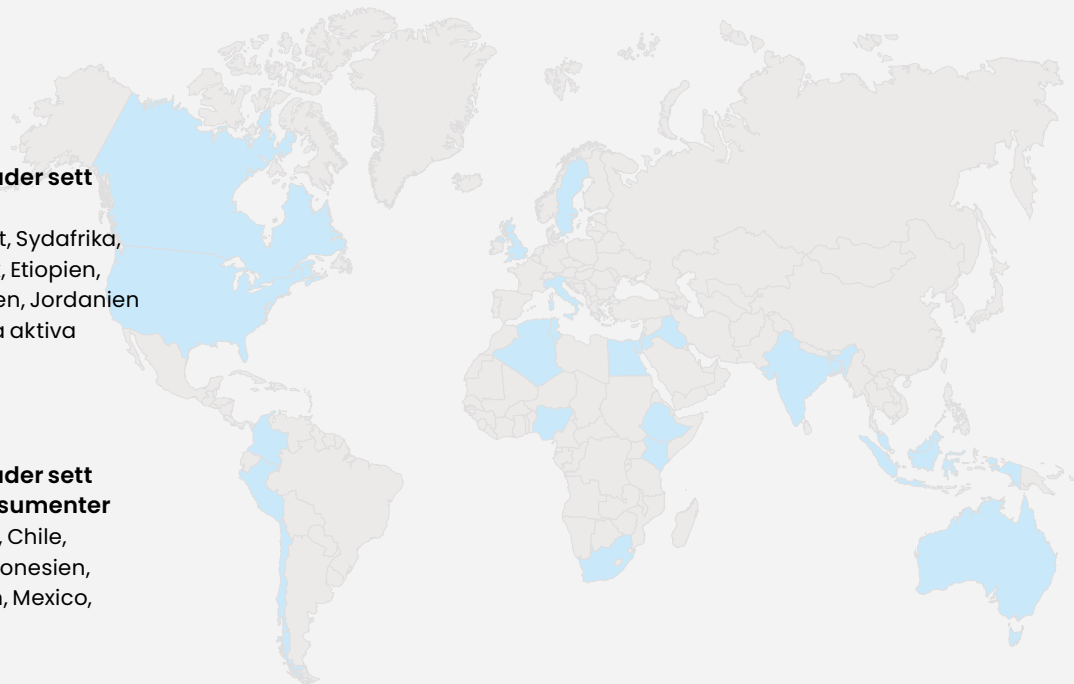 der sett
t, Sydafrika,
, Etiopien,
en, Jordanien
a aktiva
der sett
sumenter
, Chile,
onesien,
n, Mexico,